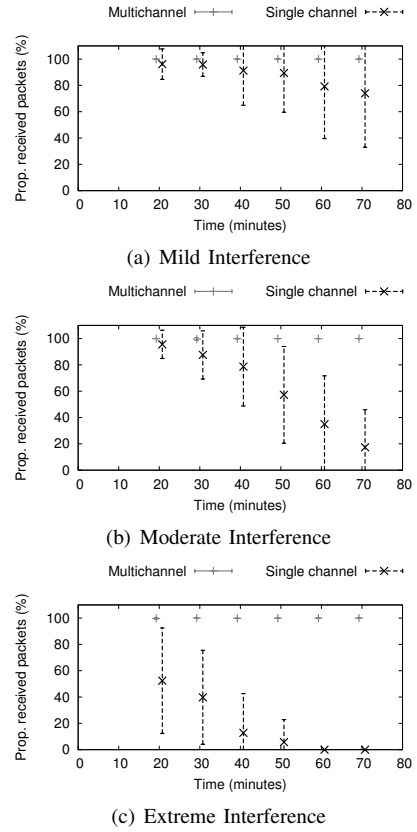 Multichannel Single channel
Prop. received packets (%)
100
80
60
40
20
0
0 10 20 30 40 50 60 70 80
Time (minutes)
(a) Mild Interference
Multichannel Single channel
Prop. received packets (%)
100
80
60
40
20
0
0 10 20 30 40 50 60 70 80
Time (minutes)
(b) Moderate Interference
Multichannel Single channel
Prop. received packets (%)
100
80
60
40
20
0
0 10 20 30 40 50 60 70 80
Time (minutes)
(c) Extreme Interference